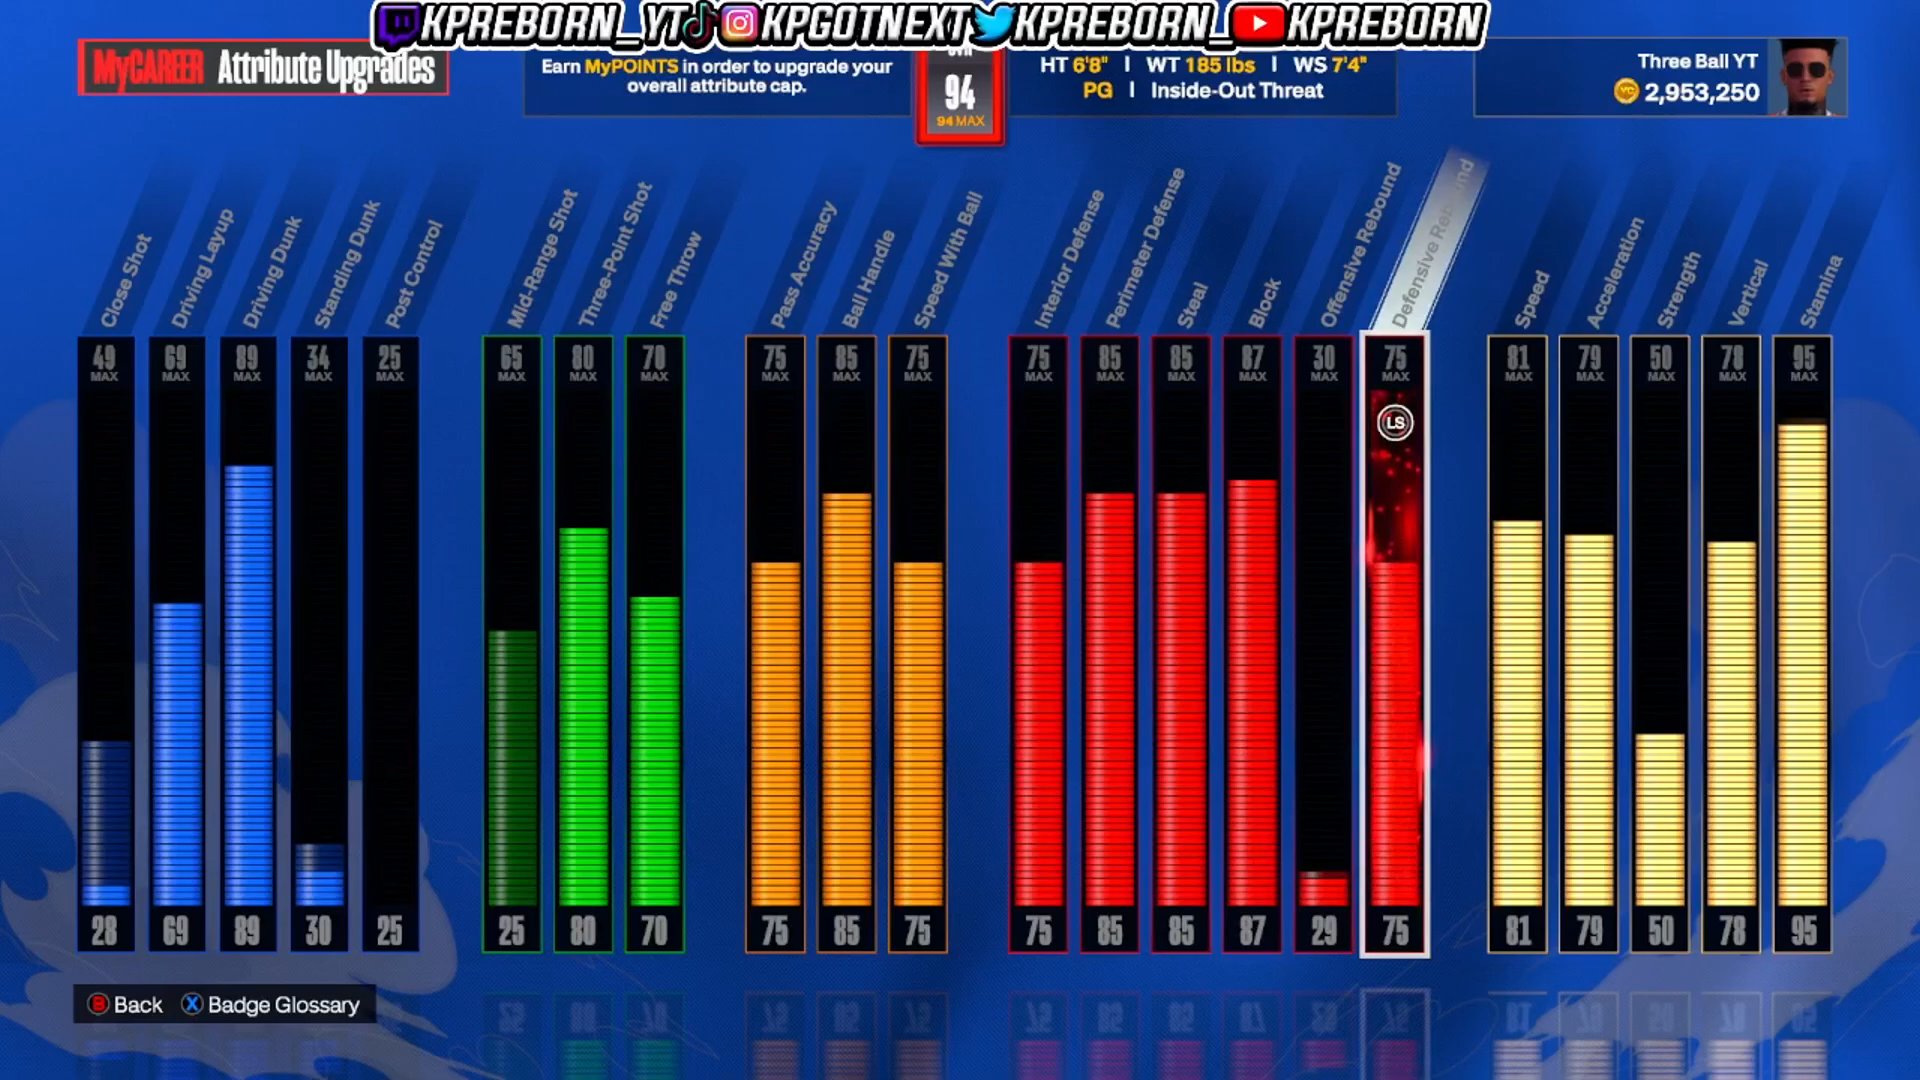 KPREBORN_YT KPGOTNEXT KPREBORN_ KPREBORN
MyCAREER Attribute Upgrades
Earn MyPOINTS in order to upgrade your
overall attribute cap.
94
94 MAX
HT 6'8" | WT 185 lbs | WS 7'4"
PG | Inside-Out Threat
Three Ball YT
VC 2,953,250
Close Shot Driving Layup Driving Dunk Standing Dunk Post Control Mid-Range Shot Three-Point Shot Free Throw Pass Accuracy Ball Handle Speed With Ball Interior Defense Perimeter Defense Steal Block Offensive Rebound Defensive Rebound Speed Acceleration Strength Vertical Stamina
49 69 89 34 25 65 80 70 75 85 75 75 85 85 87 30 75 81 79 50 78 95
MAX MAX MAX MAX MAX MAX MAX MAX MAX MAX MAX MAX MAX MAX MAX MAX MAX MAX MAX MAX MAX MAX
LS
28 69 89 30 25 25 80 70 75 85 75 75 85 85 87 29 75 81 79 50 78 95
B Back X Badge Glossary